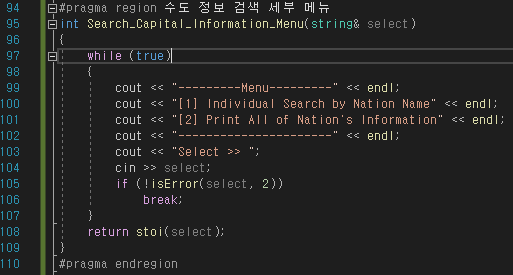 94 #pragma region 수도 정보 검색 세부 메뉴
95 int Search_Capital_Information_Menu(string& select)
96 {
97 while (true)
98 {
99 cout << "---------Menu---------" << endl;
100 cout << "[1] Individual Search by Nation Name" << endl;
101 cout << "[2] Print All of Nation's Information" << endl;
102 cout << "----------------------" << endl;
103 cout << "Select >> ";
104 cin >> select;
105 if (!isError(select, 2))
106 break;
107 }
108 return stoi(select);
109 }
110 #pragma endregion